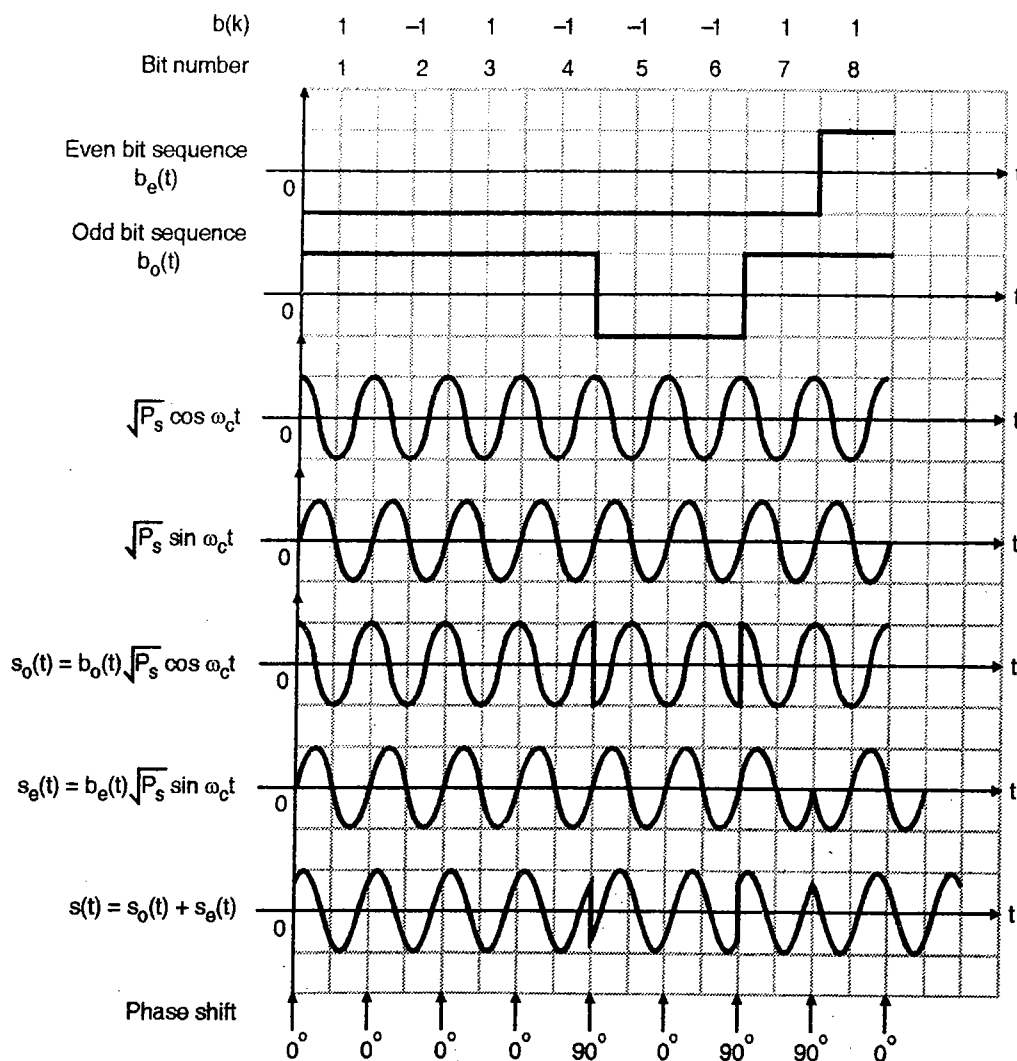 b(k) 1 –1 1 –1 –1 –1 1 1
Bit number 1 2 3 4 5 6 7 8
Even bit sequence
b_e(t)
0
t
Odd bit sequence
b_o(t)
0
t
√P_s cos ω_c t
0
t
√P_s sin ω_c t
0
t
s_o(t) = b_o(t)√P_s cos ω_c t
0
t
s_e(t) = b_e(t)√P_s sin ω_c t
0
t
s(t) = s_o(t) + s_e(t)
0
t
Phase shift
0° 0° 0° 0° 90° 0° 90° 90° 0°